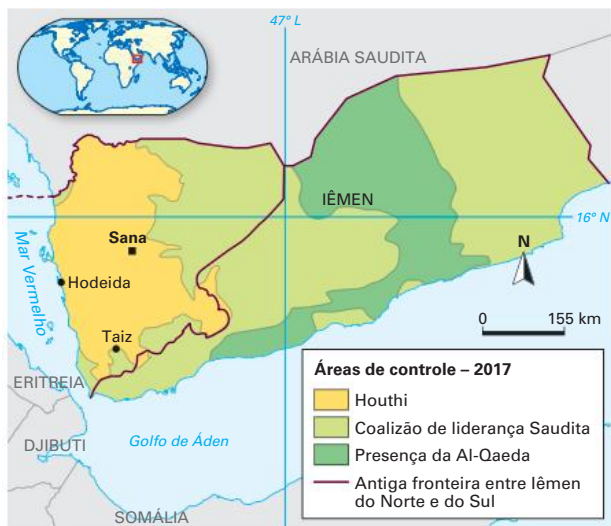 47º L
ARÁBIA SAUDITA
IÊMEN
16º N
Sana
N
Mar Vermelho
Hodeida
0 155 km
Taiz
ERITREIA
DJIBUTI
Golfo de Áden
SOMÁLIA
Áreas de controle – 2017
Houthi
Coalizão de liderança Saudita
Presença da Al-Qaeda
Antiga fronteira entre Iêmen
do Norte e do Sul